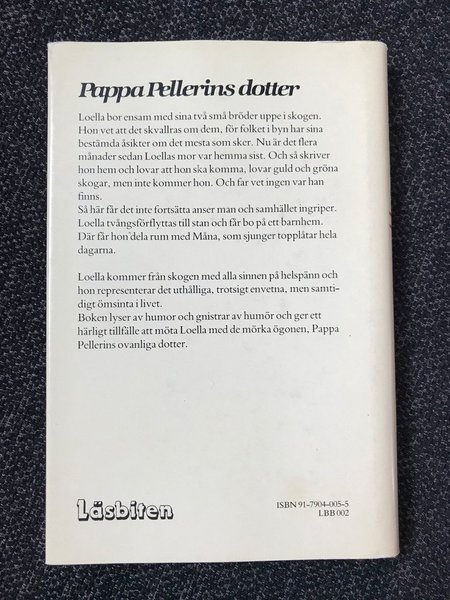 Pappa Pellerins dotter
Loella bor ensam med sina två små bröder uppe i skogen.
Hon vet att det skvallras om dem, för folket i byn har sina
bestämda åsikter om det mesta som sker. Nu är det flera
månader sedan Loellas mor var hemma sist. Och så skriver
hon hem och lovar att hon ska komma, lovar guld och gröna
skogar, men inte kommer hon. Och far vet ingen var han
finns.
Så här får det inte fortsätta anser man och samhället ingriper.
Loella tvångsförflyttas till stan och får bo på ett barnhem.
Där får hon dela rum med Måna, som sjunger topplåtar hela
dagarna.
Loella kommer från skogen med alla sinnen på helspänn och
hon representerar det uthålliga, trotsigt envetna, men samti-
digt ömsinta i livet.
Boken lyser av humor och gnistrar av humör och ger ett
härligt tillfälle att möta Loella med de mörka ögonen, Pappa
Pellerins ovanliga dotter.
Läsbiten
ISBN 91-7904-005-5
LBB 002